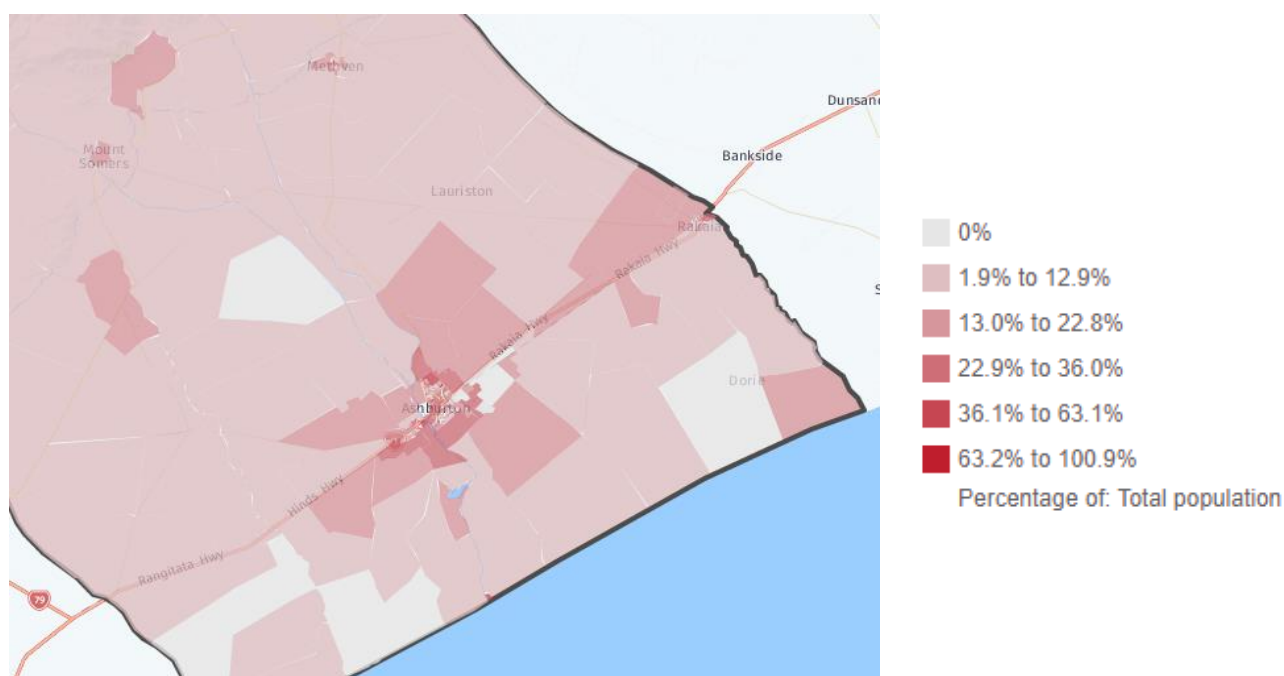 Methven
Dunsan
Mount
Somers
Bankside
Lauriston
Rakaia
Rakaia Hwy
Rakaia Hwy
Dorie
Ashburton
Hinds Hwy
Rangitata Hwy
79
S
0%
1.9% to 12.9%
13.0% to 22.8%
22.9% to 36.0%
36.1% to 63.1%
63.2% to 100.9%
Percentage of: Total population